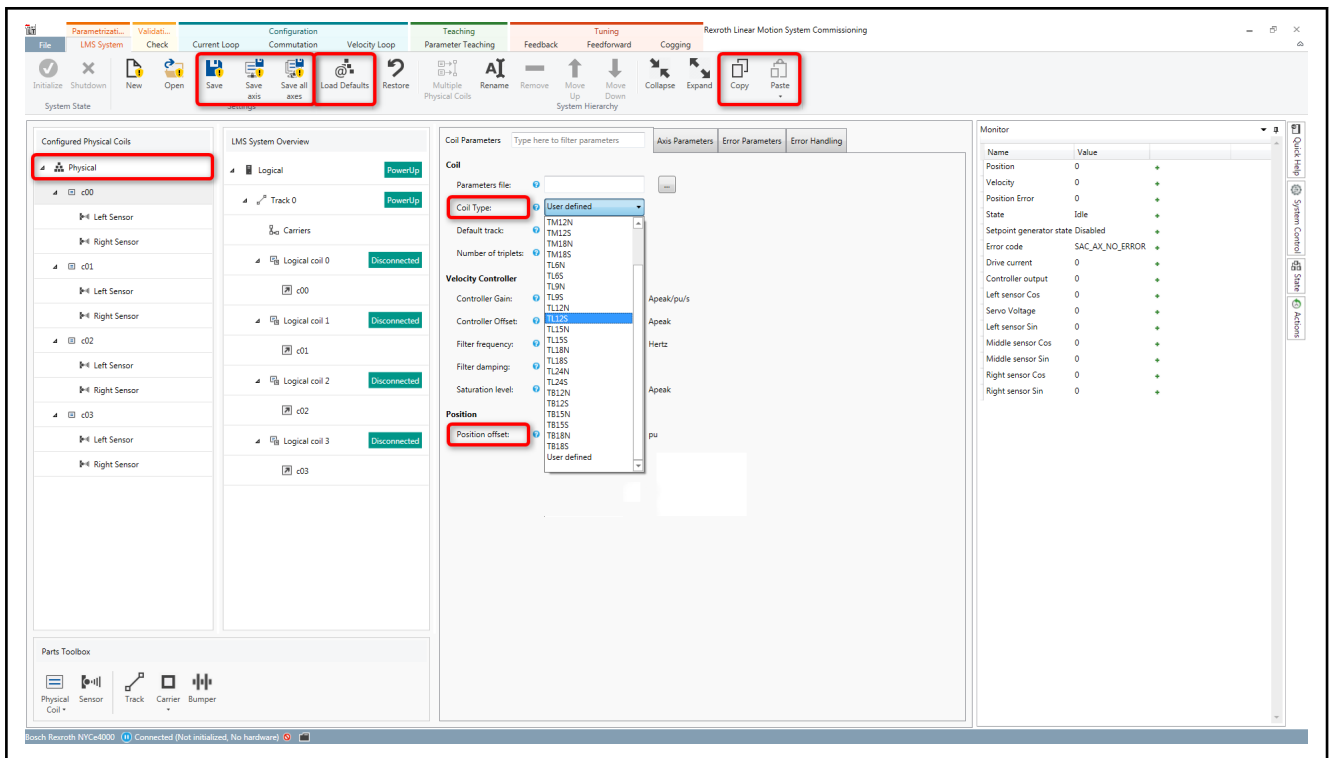 Parametrizati... Validati... Configuration Teaching Tuning Rexroth Linear Motion System Commissioning
File LMS System Check Current Loop Commutation Velocity Loop Parameter Teaching Feedback Feedforward Cogging
Initialize Shutdown New Open Save Save axis Save all axes Load Defaults Restore Multiple Physical Coils Rename Remove Move Up Move Down Collapse Expand Copy Paste
System State Settings System Hierarchy
Configured Physical Coils
Physical
c00
Left Sensor
Right Sensor
c01
Left Sensor
Right Sensor
c02
Left Sensor
Right Sensor
c03
Left Sensor
Right Sensor
Parts Toolbox
Physical Coil Sensor Track Carrier Bumper
LMS System Overview
Logical PowerUp
Track 0 PowerUp
Carriers
Logical coil 0 Disconnected
c00
Logical coil 1 Disconnected
c01
Logical coil 2 Disconnected
c02
Logical coil 3 Disconnected
c03
Coil Parameters Type here to filter parameters Axis Parameters Error Parameters Error Handling
Coil
Parameters file: ...
Coil Type: User defined
Default track:
Number of triplets:
Velocity Controller
Controller Gain: Apeak/pu/s
Controller Offset: Apeak
Filter frequency: Hertz
Filter damping:
Saturation level: Apeak
Position
Position offset: pu
TM12N
TM12S
TM18N
TM18S
TL6N
TL6S
TL9N
TL9S
TL12N
TL12S
TL15N
TL15S
TL18N
TL18S
TL24N
TL24S
TB12N
TB12S
TB15N
TB15S
TB18N
TB18S
User defined
Monitor
Name Value
Position 0
Velocity 0
Position Error 0
State Idle
Setpoint generator state Disabled
Error code SAC_AX_NO_ERROR
Drive current 0
Controller output 0
Left sensor Cos 0
Servo Voltage 0
Left sensor Sin 0
Middle sensor Cos 0
Middle sensor Sin 0
Right sensor Cos 0
Right sensor Sin 0
Quick Help
System Control
State
Actions
Bosch Rexroth NYCe4000 Connected (Not initialized, No hardware)